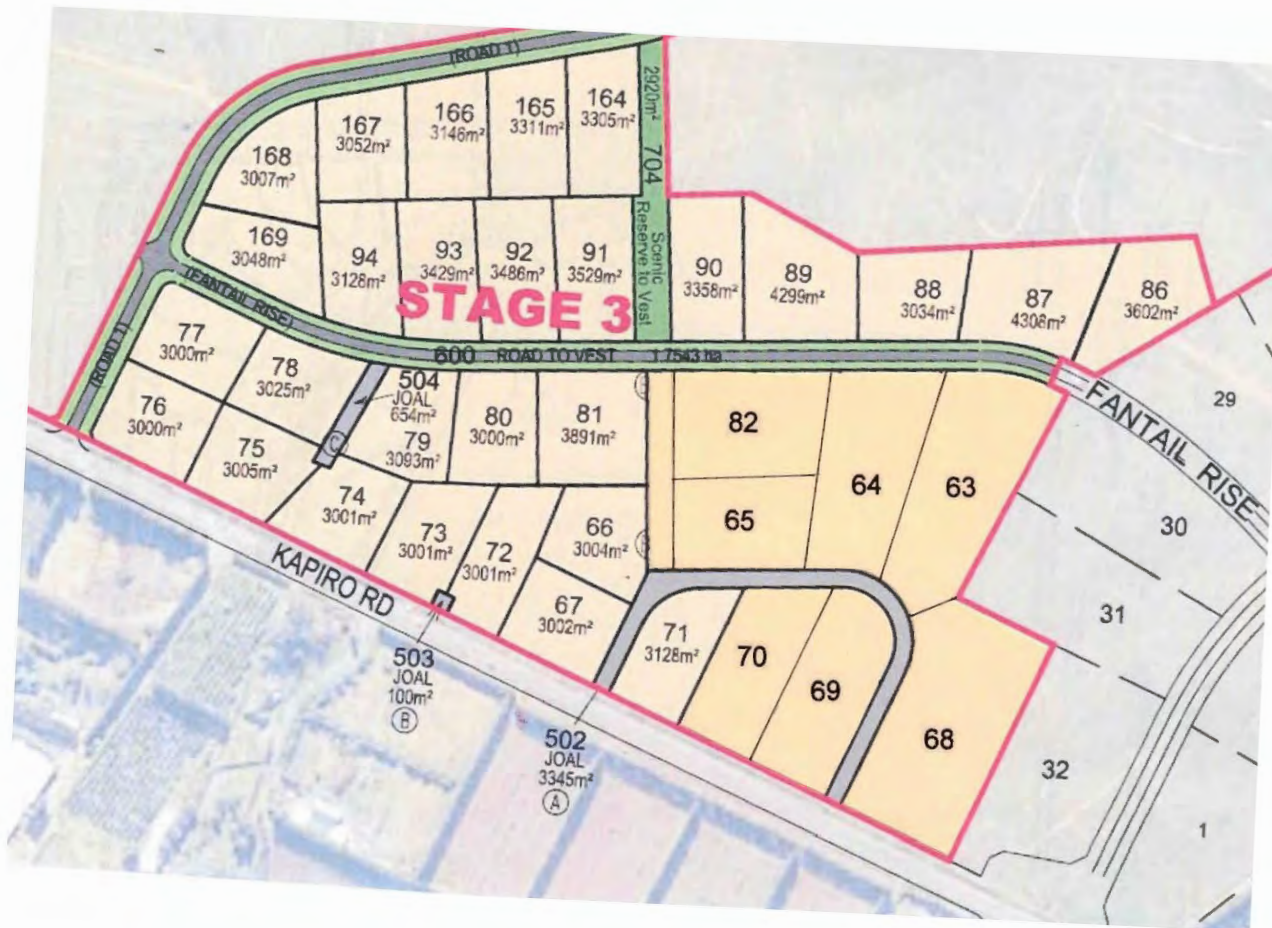 (ROAD 1)
2920m²
704
Scenic
Reserve to Vest
168
3007m²
167
3052m²
166
3146m²
165
3311m²
164
3305m²
169
3048m²
94
3128m²
93
3429m²
92
3486m²
91
3529m²
90
3358m²
89
4299m²
88
3034m²
87
4308m²
86
3602m²
STAGE 3
(FANTAIL RISE)
600 ROAD TO VEST 1.7543 ha
FANTAIL RISE
(ROAD 1)
77
3000m²
78
3025m²
504
JOAL
654m²
79
3093m²
80
3000m²
81
3891m²
82
64
63
29
76
3000m²
75
3005m²
C
74
3001m²
73
3001m²
72
3001m²
66
3004m²
65
30
67
3002m²
71
3128m²
70
69
68
31
32
1
KAPIRO RD
503
JOAL
100m²
B
502
JOAL
3345m²
A